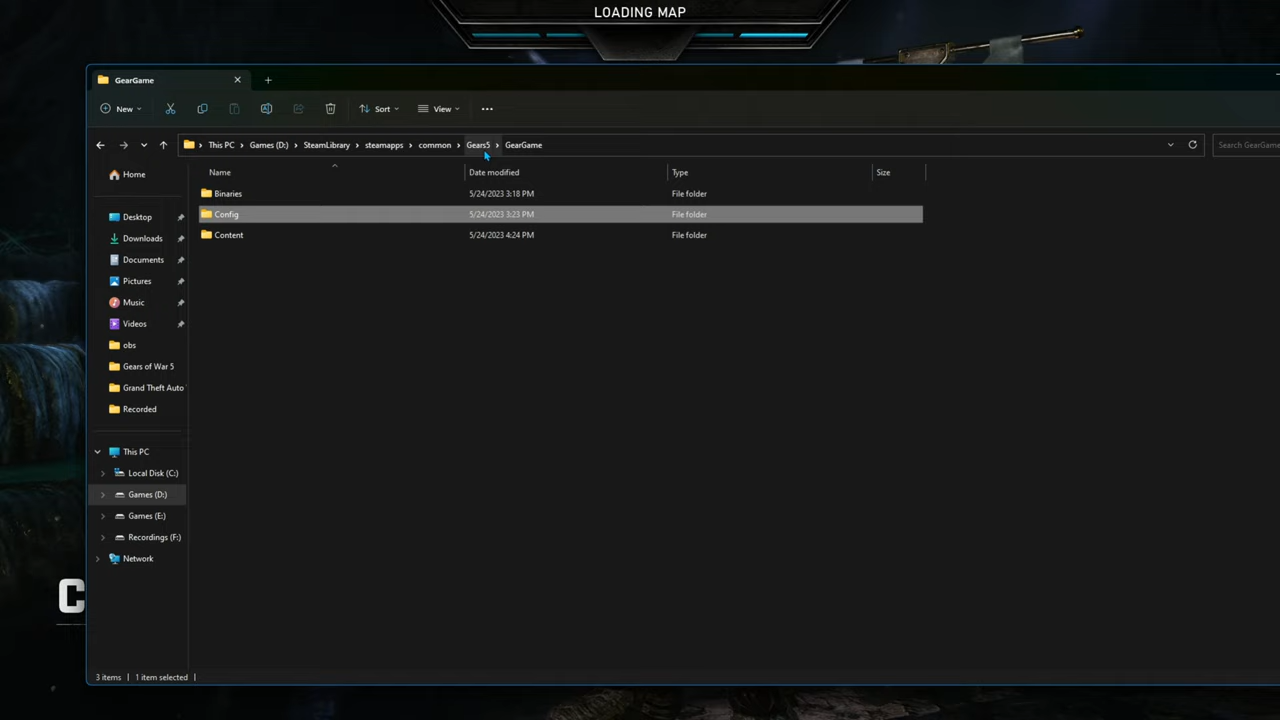 LOADING MAP
GearGame
New
Sort
View
This PC
Games (D:)
SteamLibrary
steamapps
common
Gears5
GearGame
Search GearGame
Name
Date modified
Type
Size
Binaries
5/24/2023 3:18 PM
File folder
Config
5/24/2023 3:23 PM
File folder
Content
5/24/2023 4:24 PM
File folder
Home
Desktop
Downloads
Documents
Pictures
Music
Videos
obs
Gears of War 5
Grand Theft Auto
Recorded
This PC
Local Disk (C:)
Games (D:)
Games (E:)
Recordings (F:)
Network
C
3 items
1 item selected